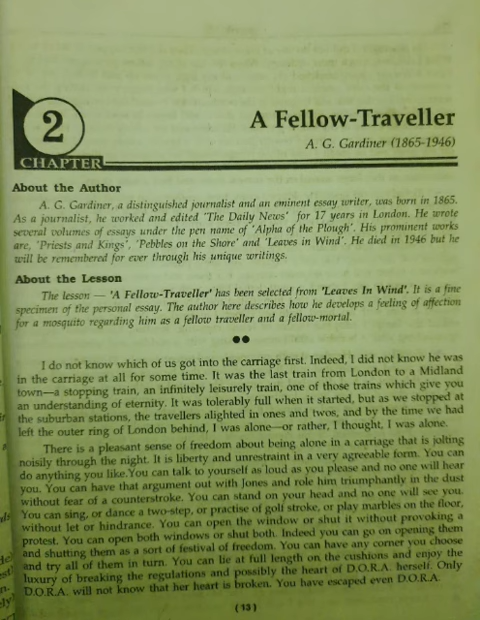 2
CHAPTER
A Fellow-Traveller
A. G. Gardiner (1865-1946)
About the Author
A. G. Gardiner, a distinguished journalist and an eminent essay writer, was born in 1865.
As a journalist, he worked and edited 'The Daily News' for 17 years in London. He wrote
several volumes of essays under the pen name of 'Alpha of the Plough'. His prominent works
are, 'Priests and Kings', 'Pebbles on the Shore' and 'Leaves in Wind'. He died in 1946 but he
will be remembered for ever through his unique writings.
About the Lesson
The lesson — 'A Fellow-Traveller' has been selected from 'Leaves In Wind'. It is a fine
specimen of the personal essay. The author here describes how he develops a feeling of affection
for a mosquito regarding him as a fellow traveller and a fellow-mortal.
I do not know which of us got into the carriage first. Indeed, I did not know he was
in the carriage at all for some time. It was the last train from London to a Midland
town—a stopping train, an infinitely leisurely train, one of those trains which give you
an understanding of eternity. It was tolerably full when it started, but as we stopped at
the suburban stations, the travellers alighted in ones and twos, and by the time we had
left the outer ring of London behind, I was alone—or rather, I thought, I was alone.
There is a pleasant sense of freedom about being alone in a carriage that is jolting
noisily through the night. It is liberty and unrestraint in a very agreeable form. You can
do anything you like.You can talk to yourself as loud as you please and no one will hear
you. You can have that argument out with Jones and role him triumphantly in the dust
without fear of a counterstroke. You can stand on your head and no one will see you.
You can sing, or dance a two-step, or practise of golf stroke, or play marbles on the floor,
without let or hindrance. You can open the window or shut it without provoking a
protest. You can open both windows or shut both. Indeed you can go on opening them
and shutting them as a sort of festival of freedom. You can have any corner you choose
and try all of them in turn. You can lie at full length on the cushions and enjoy the
luxury of breaking the regulations and possibly the heart of D.O.R.A. herself. Only
D.O.R.A. will not know that her heart is broken. You have escaped even D.O.R.A.
( 13 )